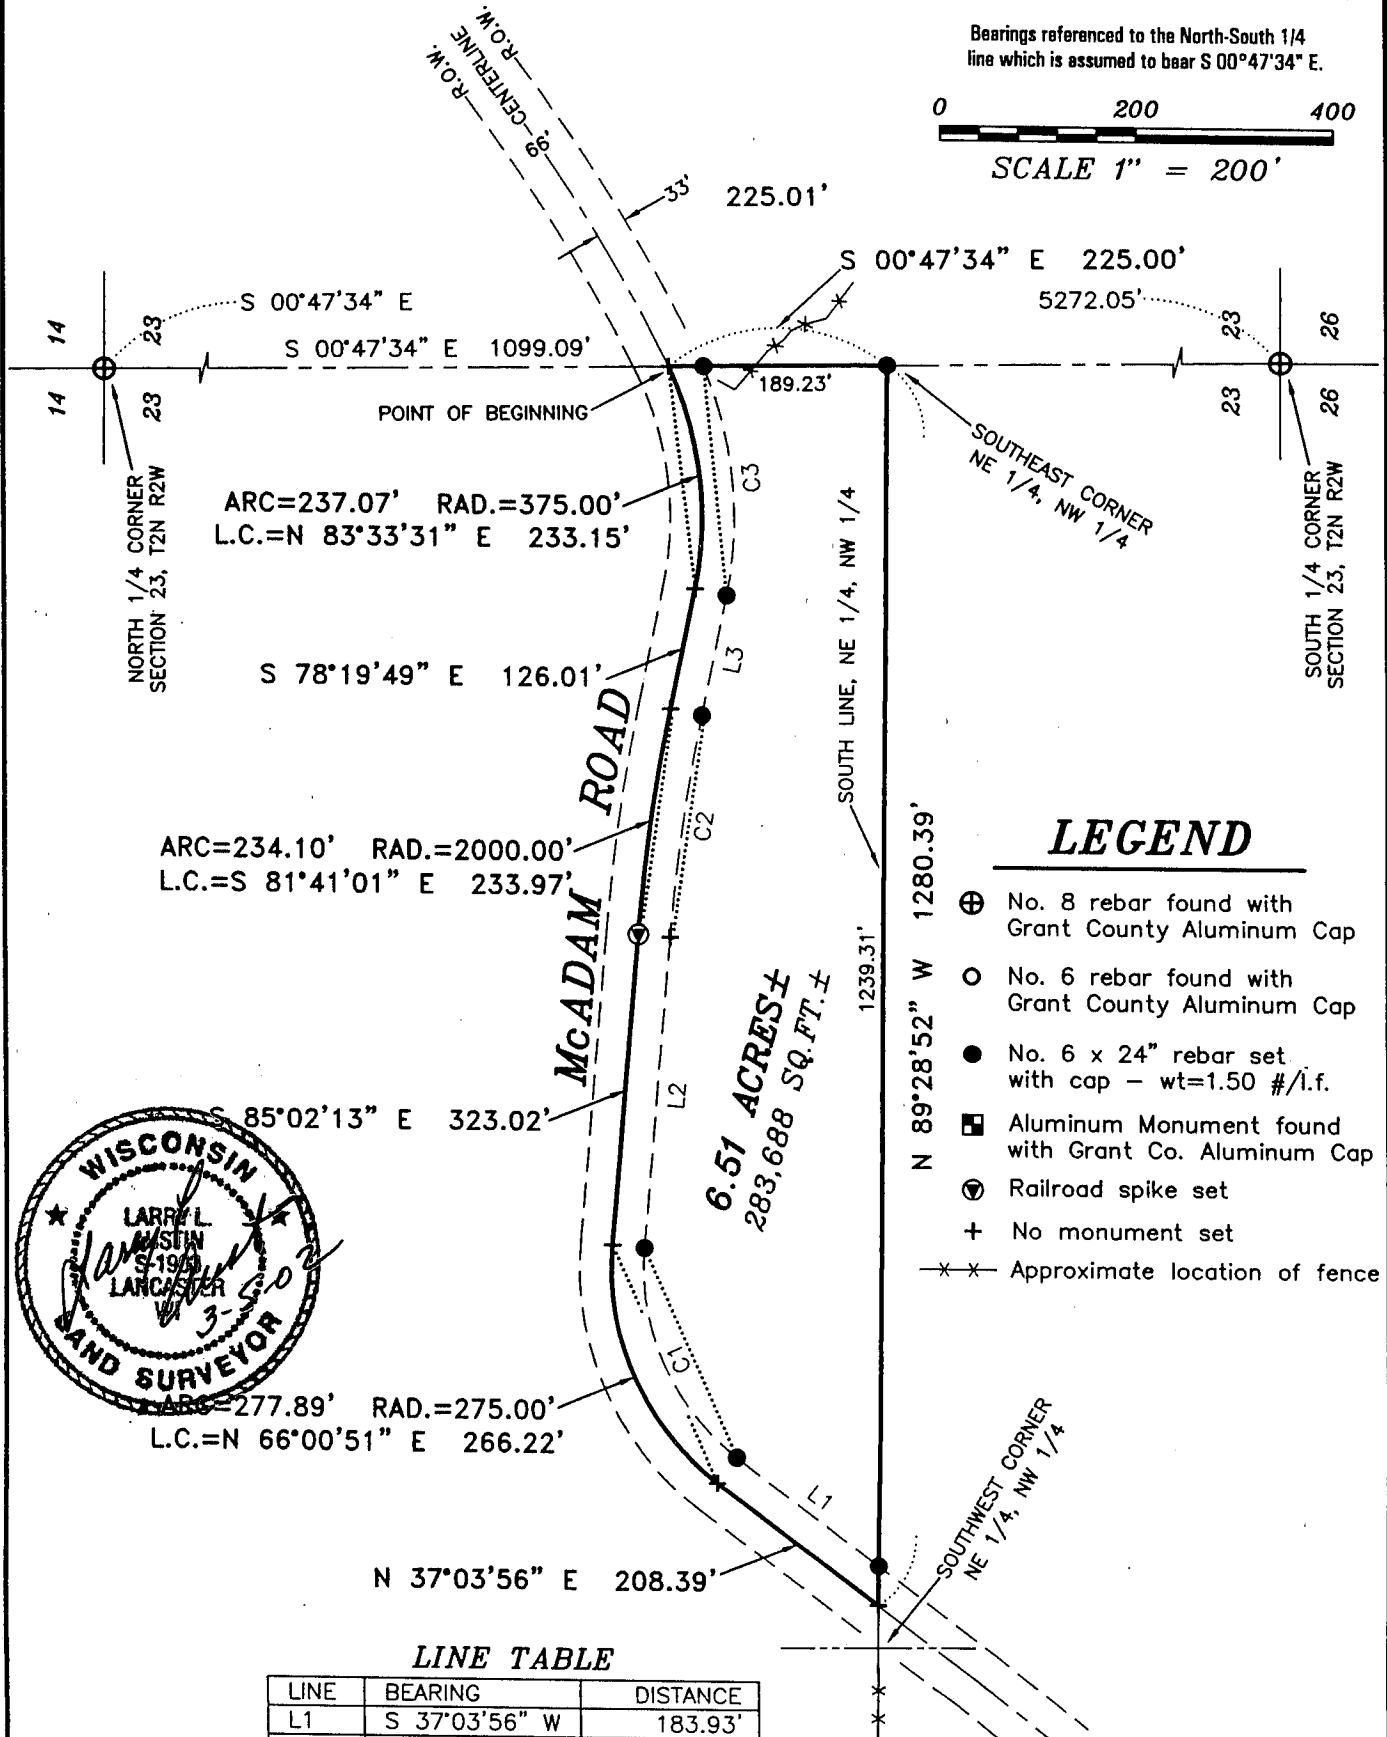 Bearings referenced to the North-South 1/4
line which is assumed to bear S 00°47'34" E.
0 200 400
SCALE 1" = 200'
R.O.W.
CENTERLINE
R.O.W.
66'
33'
225.01'
S 00°47'34" E 225.00'
5272.05'
S 00°47'34" E
S 00°47'34" E 1099.09'
14
23
14
23
23
26
23
26
189.23'
POINT OF BEGINNING
NORTH 1/4 CORNER
SECTION 23, T2N R2W
SOUTHEAST CORNER
NE 1/4, NW 1/4
SOUTH 1/4 CORNER
SECTION 23, T2N R2W
ARC=237.07' RAD.=375.00'
L.C.=N 83°33'31" E 233.15'
C3
SOUTH LINE, NE 1/4, NW 1/4
S 78°19'49" E 126.01'
L3
McADAM ROAD
ARC=234.10' RAD.=2000.00'
L.C.=S 81°41'01" E 233.97'
C2
N 89°28'52" W 1280.39'
1239.31'
6.51 ACRES±
283,688 SQ.FT.±
L2
S 85°02'13" E 323.02'
LEGEND
No. 8 rebar found with
Grant County Aluminum Cap
No. 6 rebar found with
Grant County Aluminum Cap
No. 6 x 24" rebar set
with cap – wt=1.50 #/l.f.
Aluminum Monument found
with Grant Co. Aluminum Cap
Railroad spike set
No monument set
Approximate location of fence
WISCONSIN
LARRY L.
LANCASTER
WI
3-5-02
LAND SURVEYOR
ARC=277.89' RAD.=275.00'
L.C.=N 66°00'51" E 266.22'
C1
L1
SOUTHWEST CORNER
NE 1/4, NW 1/4
N 37°03'56" E 208.39'
LINE TABLE
LINE BEARING DISTANCE
L1 S 37°03'56" W 183.93'